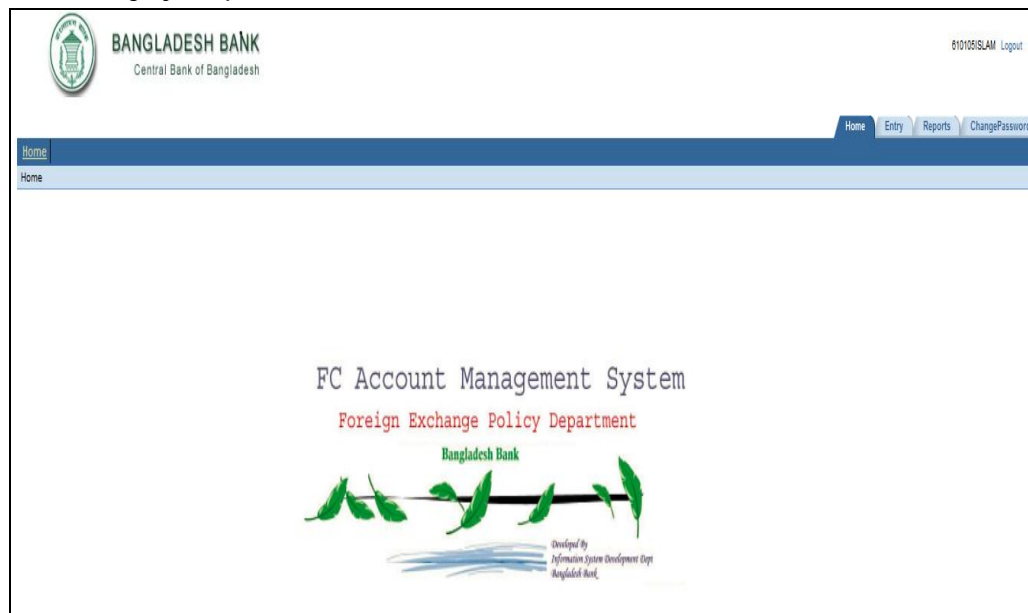 BANGLADESH BANK
Central Bank of Bangladesh
610105ISLAM Logout
Home Entry Reports ChangePassword
Home
Home
FC Account Management System
Foreign Exchange Policy Department
Bangladesh Bank
Developed By
Information System Development Dept
Bangladesh Bank